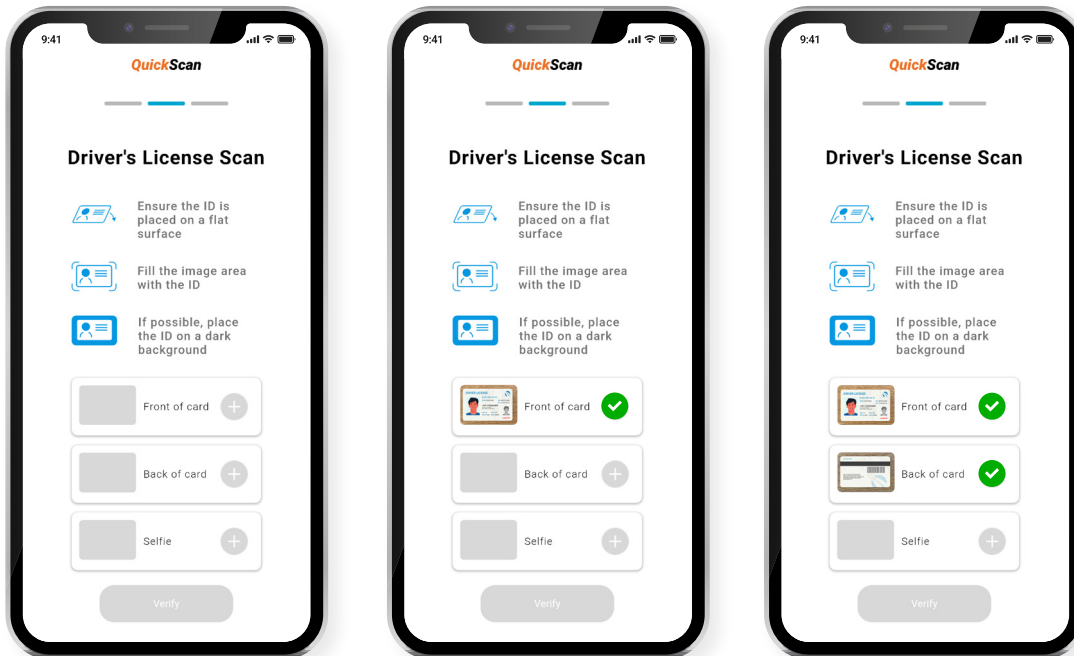 9:41
QuickScan
Driver's License Scan
Ensure the ID is
placed on a flat
surface
Fill the image area
with the ID
If possible, place
the ID on a dark
background
Front of card
Back of card
Selfie
Verify
9:41
QuickScan
Driver's License Scan
Ensure the ID is
placed on a flat
surface
Fill the image area
with the ID
If possible, place
the ID on a dark
background
DRIVER LICENSE
Front of card
Back of card
Selfie
Verify
9:41
QuickScan
Driver's License Scan
Ensure the ID is
placed on a flat
surface
Fill the image area
with the ID
If possible, place
the ID on a dark
background
DRIVER LICENSE
Front of card
Back of card
Selfie
Verify